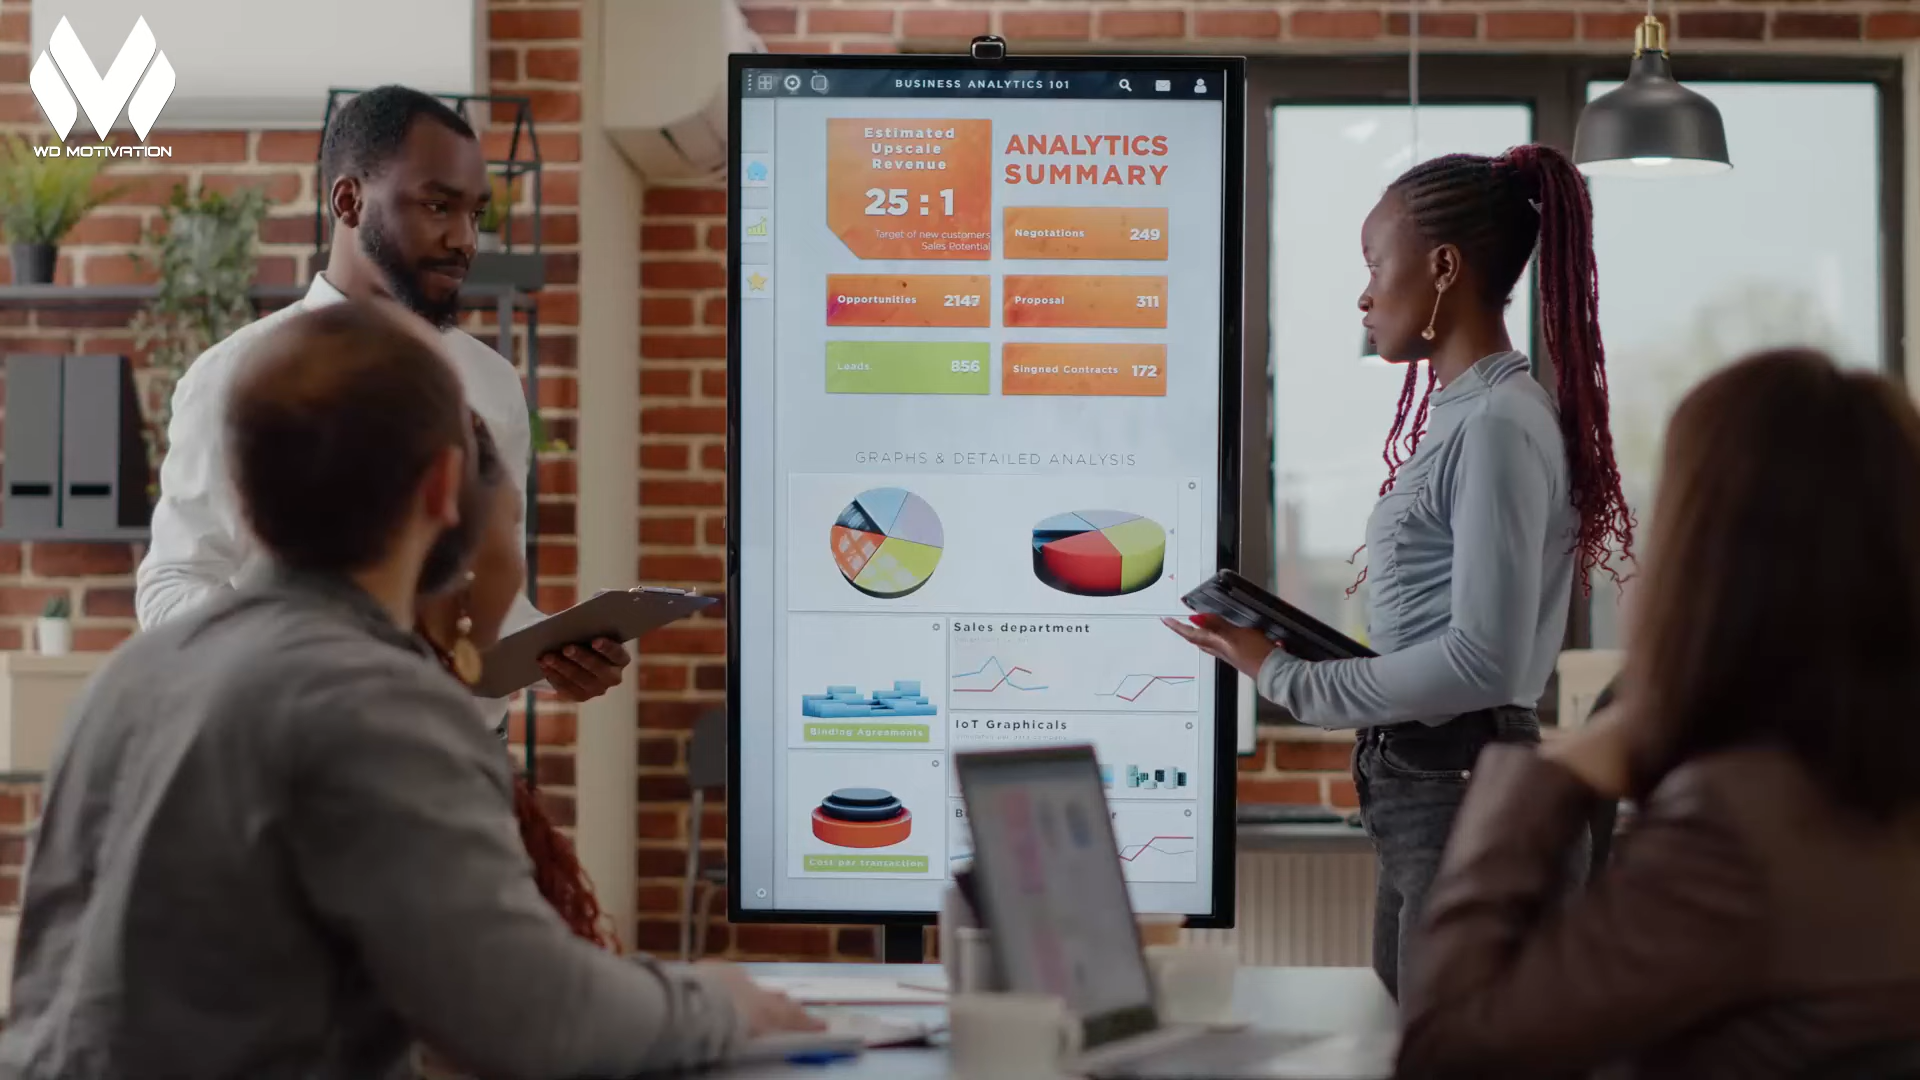 WD MOTIVATION
BUSINESS ANALYTICS 101
Estimated
Upscale
Revenue
25 : 1
Target of new customers
Sales Potential
ANALYTICS
SUMMARY
Negotations 249
Opportunities 2147
Proposal 311
Leads. 856
Singned Contracts 172
GRAPHS & DETAILED ANALYSIS
Sales department
Binding Agreements
IoT Graphicals
Cost per transaction